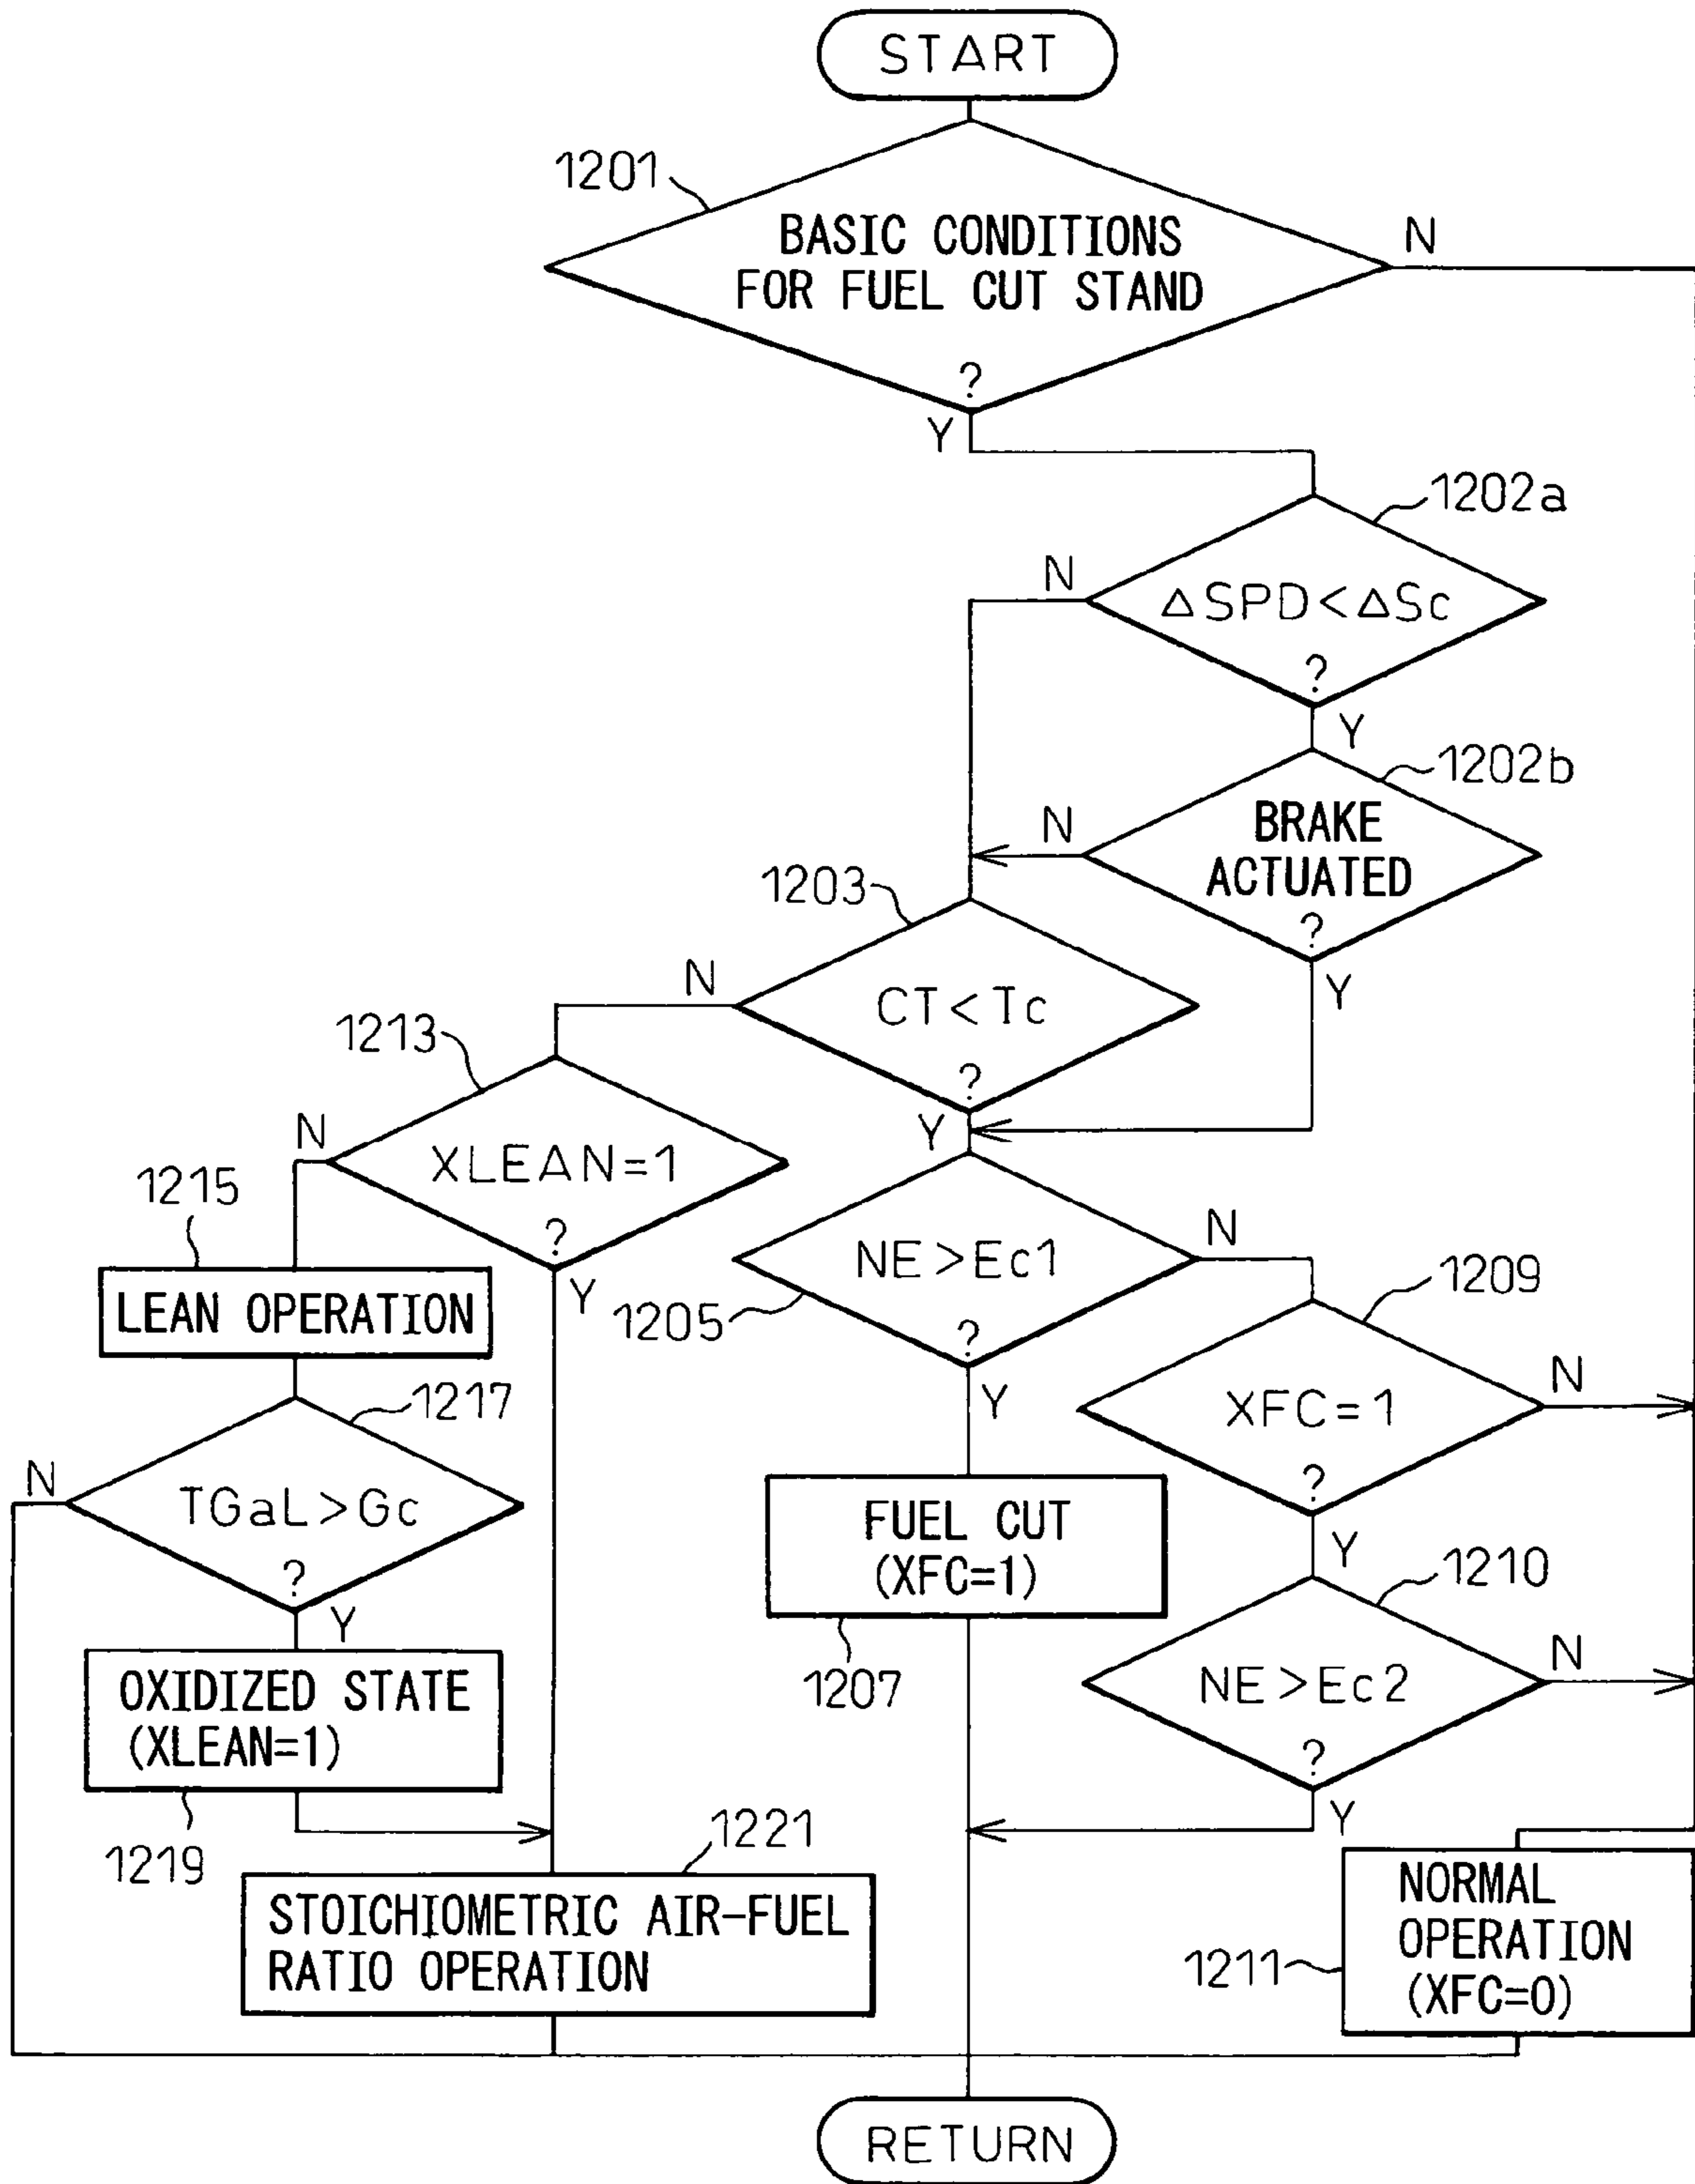 START
1201
BASIC CONDITIONS
FOR FUEL CUT STAND
?
N
Y
1202a
N
ΔSPD<ΔSc
?
Y
1202b
N
BRAKE
ACTUATED
?
Y
1203
N
CT<Tc
?
Y
1213
N
XLEAN=1
?
Y
1215
LEAN OPERATION
1205
NE>Ec1
?
N
Y
1209
XFC=1
?
N
Y
1217
N
TGaL>Gc
?
Y
FUEL CUT
(XFC=1)
1207
1210
NE>Ec2
?
N
Y
OXIDIZED STATE
(XLEAN=1)
1219
1221
STOICHIOMETRIC AIR-FUEL
RATIO OPERATION
1211
NORMAL
OPERATION
(XFC=0)
RETURN